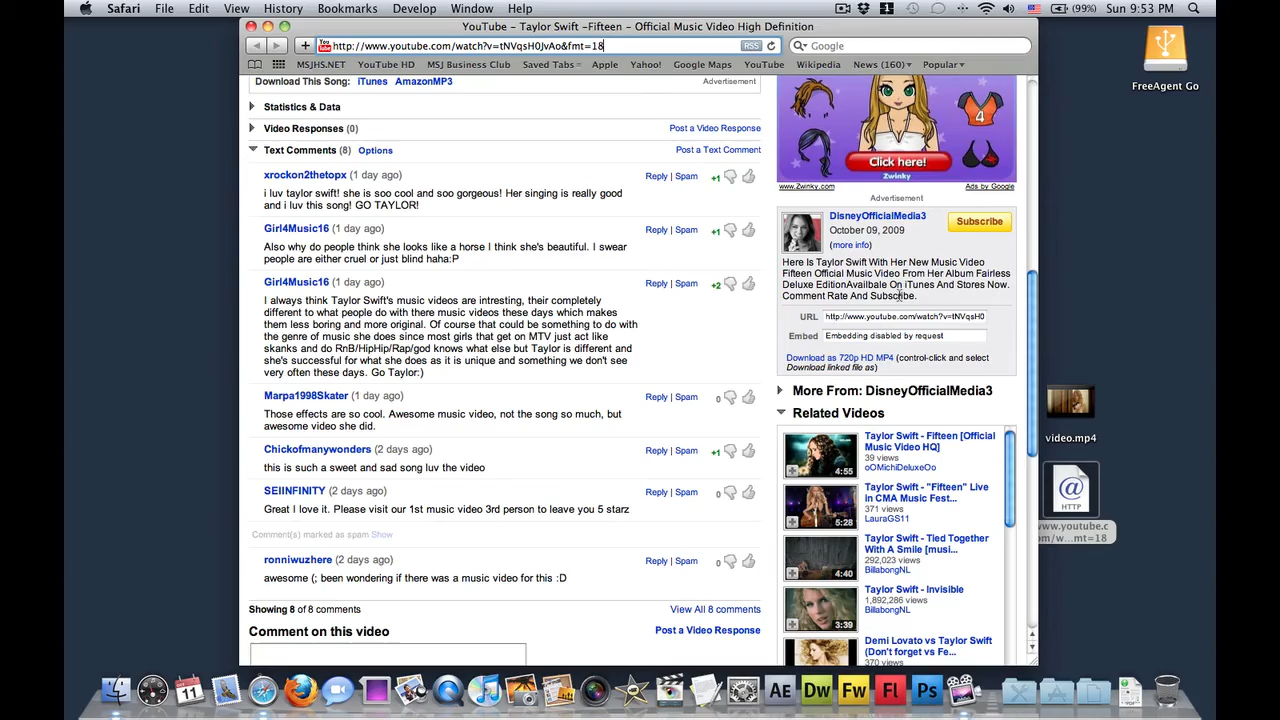 Safari File Edit View History Bookmarks Develop Window Help
1 (99%) Sun 9:53 PM
YouTube - Taylor Swift -Fifteen - Official Music Video High Definition
You Tube http://www.youtube.com/watch?v=tNVqsH0JvAo&fmt=18 RSS Google
MSJHS.NET YouTube HD MSJ Business Club Saved Tabs Apple Yahoo! Google Maps YouTube Wikipedia News (160) Popular
FreeAgent Go
Download This Song: iTunes AmazonMP3
Advertisement
Statistics & Data
Video Responses (0)
Post a Video Response
Text Comments (8) Options
Post a Text Comment
xrockon2thetopx (1 day ago)
Reply | Spam +1
i luv taylor swift! she is soo cool and soo gorgeous! Her singing is really good
and i luv this song! GO TAYLOR!
Girl4Music16 (1 day ago)
Reply | Spam +1
Also why do people think she looks like a horse I think she's beautiful. I swear
people are either cruel or just blind haha:P
Girl4Music16 (1 day ago)
Reply | Spam +2
I always think Taylor Swift's music videos are intresting, their completely
different to what people do with there music videos these days which makes
them less boring and more original. Of course that could be something to do with
the genre of music she does since most girls that get on MTV just act like
skanks and do RnB/HipHip/Rap/god knows what else but Taylor is different and
she's successful for what she does as it is unique and something we don't see
very often these days. Go Taylor:)
Marpa1998Skater (1 day ago)
Reply | Spam 0
Those effects are so cool. Awesome music video, not the song so much, but
awesome video she did.
Chickofmanywonders (2 days ago)
Reply | Spam +1
this is such a sweet and sad song luv the video
SEIINFINITY (2 days ago)
Reply | Spam 0
Great I love it. Please visit our 1st music video 3rd person to leave you 5 starz
Comment(s) marked as spam Show
ronniwuzhere (2 days ago)
Reply | Spam 0
awesome (; been wondering if there was a music video for this :D
Showing 8 of 8 comments
View All 8 comments
Comment on this video
Post a Video Response
4
Click here!
Zwinky
www.Zwinky.com
Ads by Google
Advertisement
DisneyOfficialMedia3
October 09, 2009
(more info)
Subscribe
Here Is Taylor Swift With Her New Music Video
Fifteen Official Music Video From Her Album Fairless
Deluxe EditionAvailbale On iTunes And Stores Now.
Comment Rate And Subscribe.
URL http://www.youtube.com/watch?v=tNVqsH0
Embed Embedding disabled by request
Download as 720p HD MP4 (control-click and select
Download linked file as)
More From: DisneyOfficialMedia3
Related Videos
Taylor Swift - Fifteen [Official
Music Video HQ]
39 views
oOMichiDeluxeOo
4:55
Taylor Swift - "Fifteen" Live
in CMA Music Fest...
371 views
LauraGS11
5:28
Taylor Swift - Tied Together
With A Smile [musi...
292,023 views
BillabongNL
4:40
Taylor Swift - Invisible
1,892,286 views
BillabongNL
3:39
Demi Lovato vs Taylor Swift
(Don't forget vs Fe...
370 views
video.mp4
@
HTTP
www.youtube.c
om/w...mt=18
OCT
11
AE Dw Fw Fl Ps